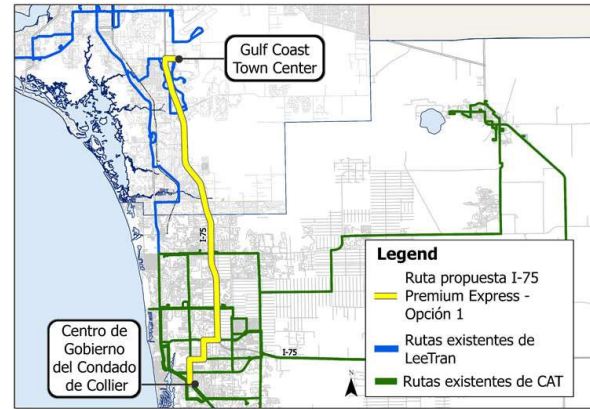 Gulf Coast
Town Center
I-75
Legend
Ruta propuesta I-75
Premium Express -
Opción 1
Rutas existentes de
LeeTran
Rutas existentes de CAT
Centro de
Gobierno
del Condado
de Collier
I-75
N